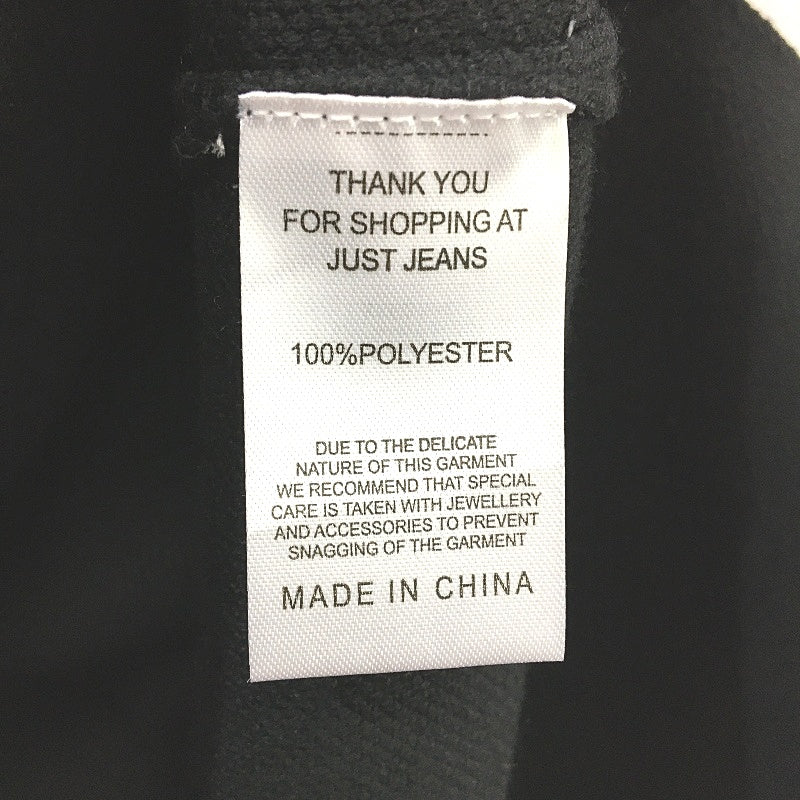 THANK YOU
FOR SHOPPING AT
JUST JEANS
100%POLYESTER
DUE TO THE DELICATE
NATURE OF THIS GARMENT
WE RECOMMEND THAT SPECIAL
CARE IS TAKEN WITH JEWELLERY
AND ACCESSORIES TO PREVENT
SNAGGING OF THE GARMENT
MADE IN CHINA